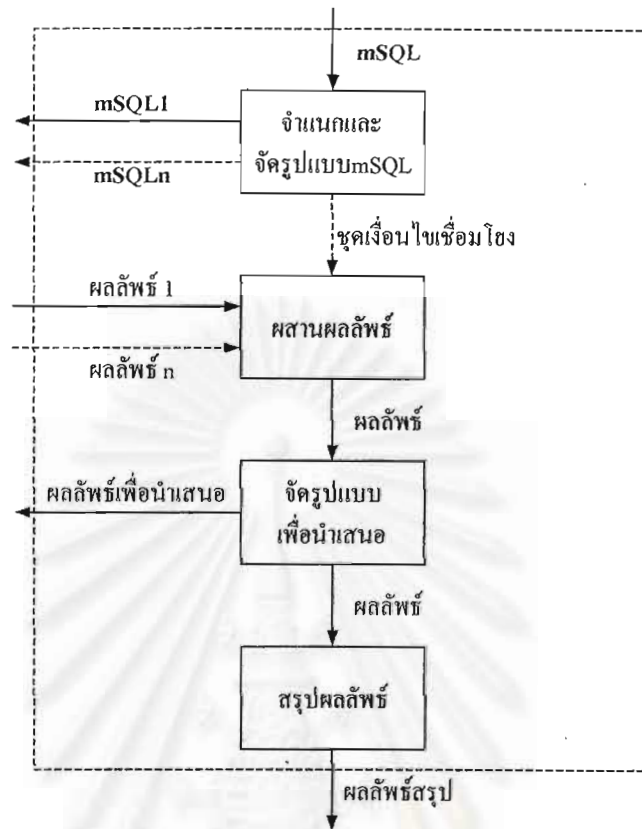 mSQL
mSQL1
จำแนกและ
จัดรูปแบบmSQL
mSQLn
ชุดเงื่อนไขเชื่อมโยง
ผลลัพธ์ 1
ผสานผลลัพธ์
ผลลัพธ์ n
ผลลัพธ์
ผลลัพธ์เพื่อนำเสนอ
จัดรูปแบบ
เพื่อนำเสนอ
ผลลัพธ์
สรุปผลลัพธ์
ผลลัพธ์สรุป